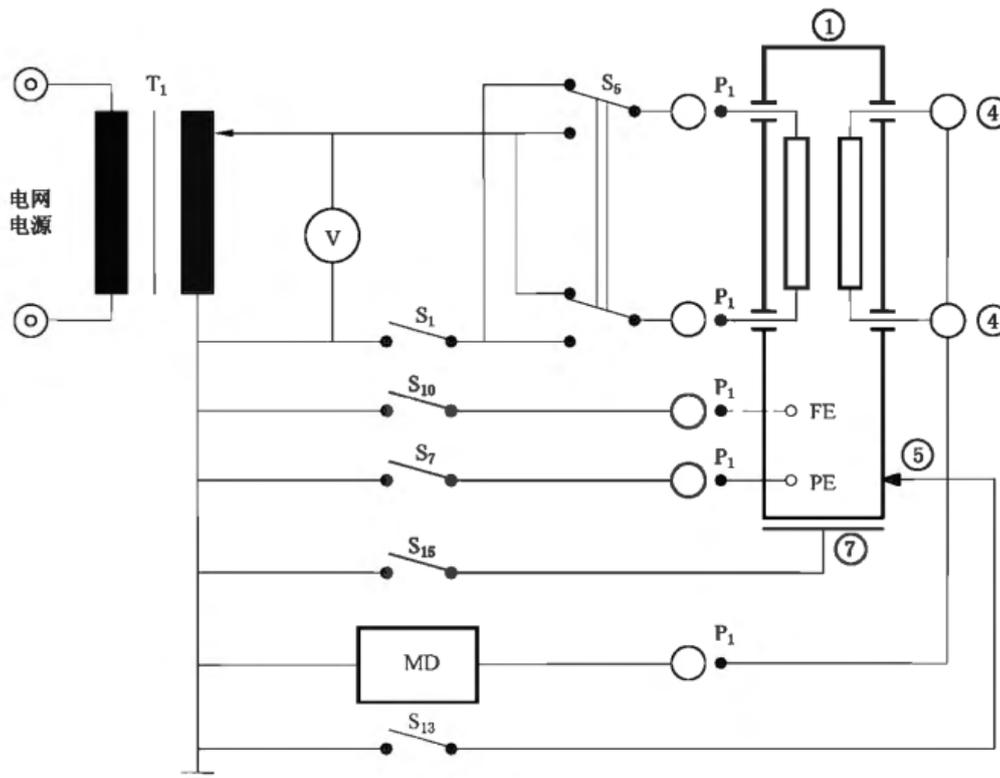 ①
T₁
S₅
P₁
④
电网
电源
V
P₁
④
S₁
S₁₀
P₁
FE
S₇
P₁
⑤
PE
S₁₅
⑦
MD
P₁
S₁₃